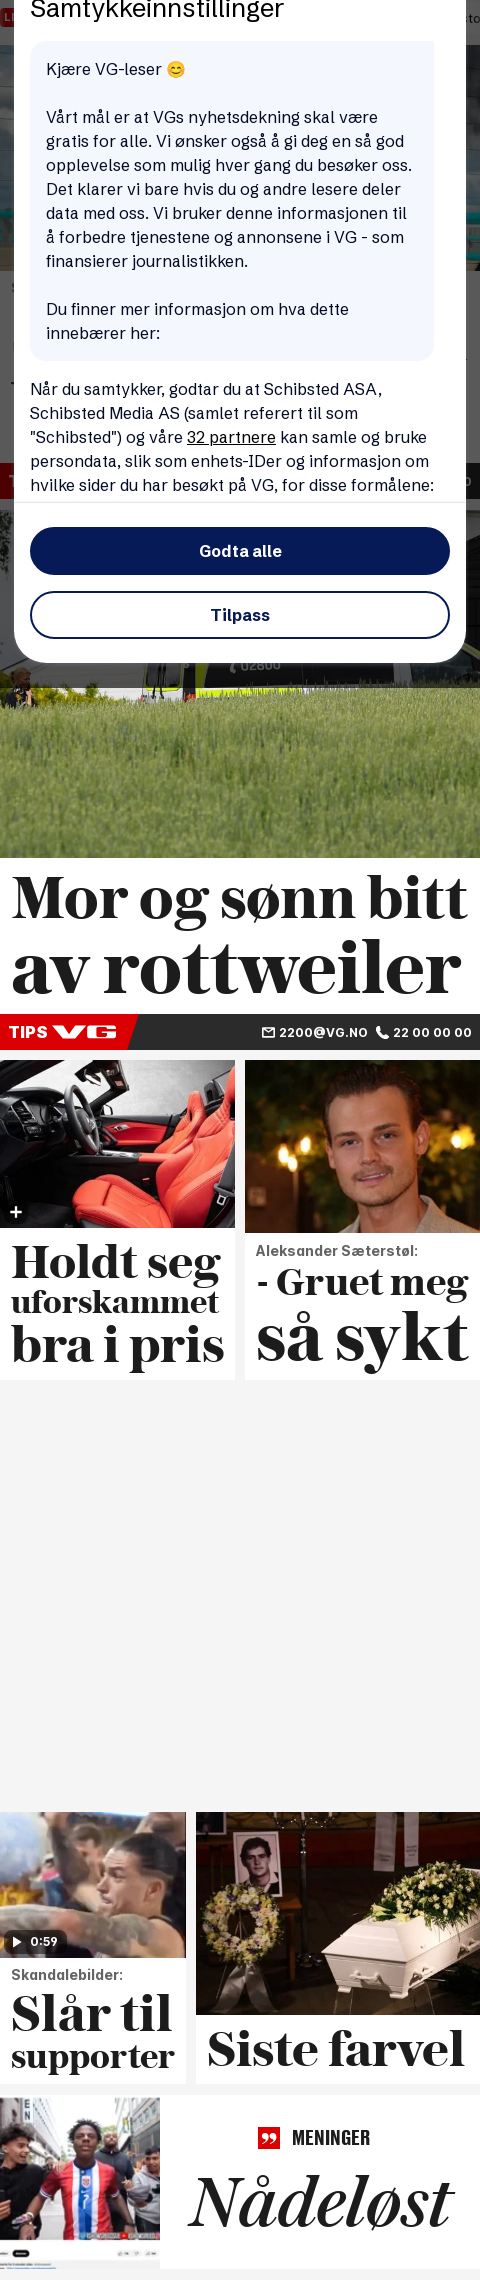 Samtykkeinnstillinger
Kjære VG-leser 😊
Vårt mål er at VGs nyhetsdekning skal være
gratis for alle. Vi ønsker også å gi deg en så god
opplevelse som mulig hver gang du besøker oss.
Det klarer vi bare hvis du og andre lesere deler
data med oss. Vi bruker denne informasjonen til
å forbedre tjenestene og annonsene i VG - som
finansierer journalistikken.
Du finner mer informasjon om hva dette
innebærer her:
Når du samtykker, godtar du at Schibsted ASA,
Schibsted Media AS (samlet referert til som
"Schibsted") og våre 32 partnere kan samle og bruke
persondata, slik som enhets-IDer og informasjon om
hvilke sider du har besøkt på VG, for disse formålene:
Godta alle
Tilpass
02800
Mor og sønn bitt
av rottweiler
TIPS VG 2200@VG.NO 22 00 00 00
Holdt seg
uforskammet
bra i pris
Aleksander Sæterstøl:
- Gruet meg
så sykt
0:59
Skandalebilder:
Slår til
supporter
Siste farvel
MENINGER
Nådeløst